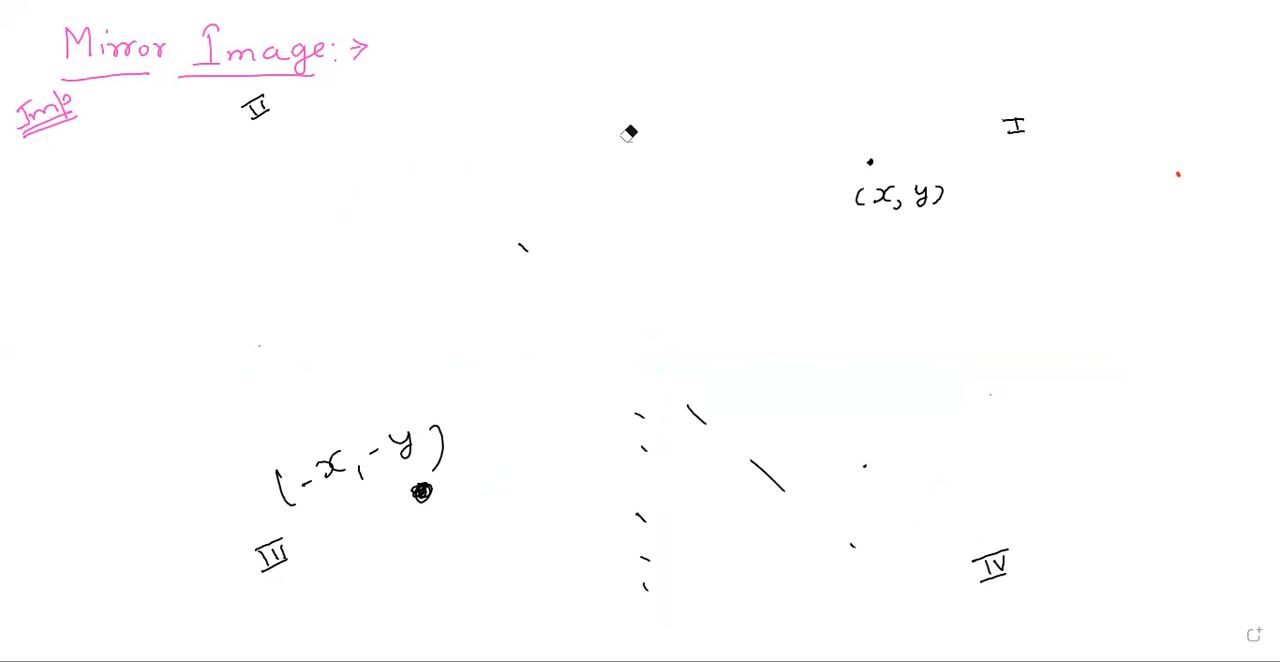 Mirror Image:→
Imp
II
I
(x, y)
(-x, -y)
III
IV